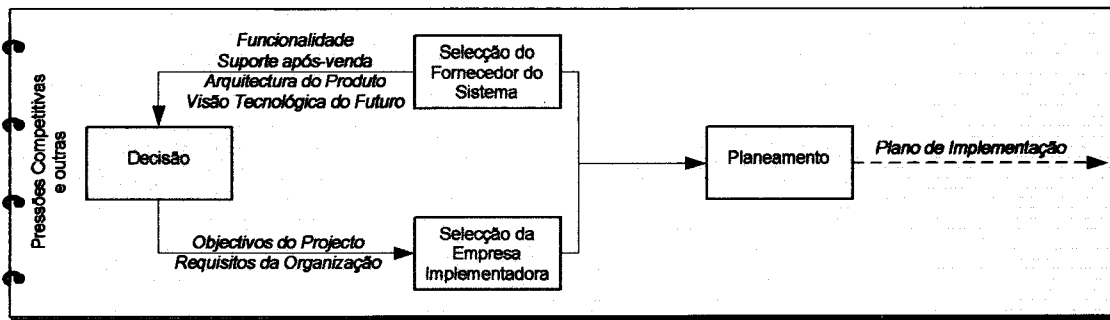 Pressões Competitivas
e outras
Funcionalidade
Suporte após-venda
Arquitectura do Produto
Visão Tecnológica do Futuro
Selecção do
Fornecedor do
Sistema
Decisão
Objectivos do Projecto
Requisitos da Organização
Selecção da
Empresa
Implementadora
Planeamento
Plano de Implementação